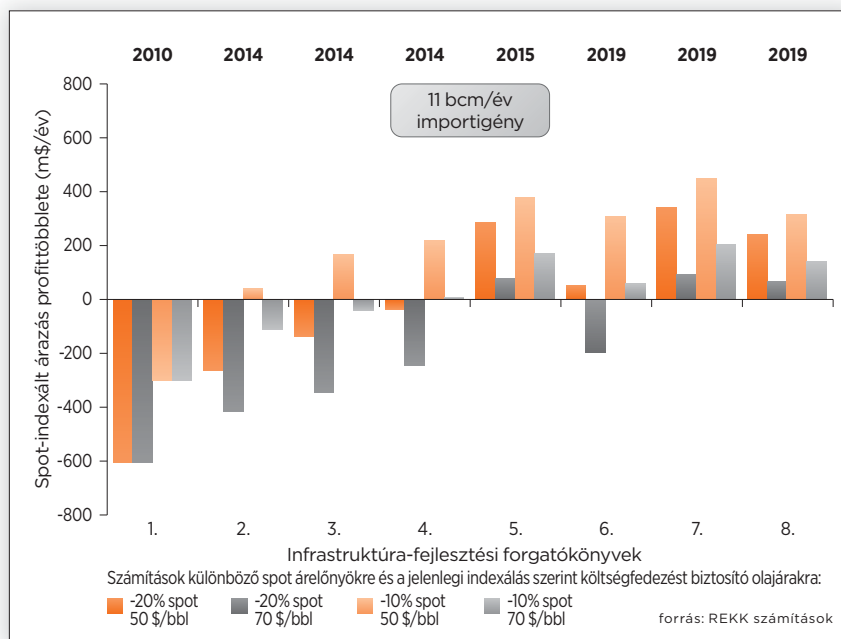 2010 2014 2014 2014 2015 2019 2019 2019
800
600
400
200
0
-200
-400
-600
-800
Spot-indexált árazás profittöbblete (m$/év)
11 bcm/év
importigény
1. 2. 3. 4. 5. 6. 7. 8.
Infrastruktúra-fejlesztési forgatókönyvek
Számítások különböző spot árelőnyökre és a jelenlegi indexálás szerint költségfedezést biztosító olajárakra:
-20% spot -20% spot -10% spot -10% spot
50 $/bbl 70 $/bbl 50 $/bbl 70 $/bbl
forrás: REKK számítások